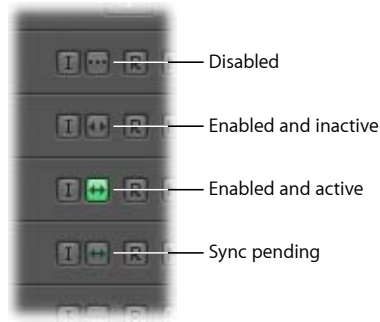 I R Disabled
I R Enabled and inactive
I R Enabled and active
I R Sync pending
I R